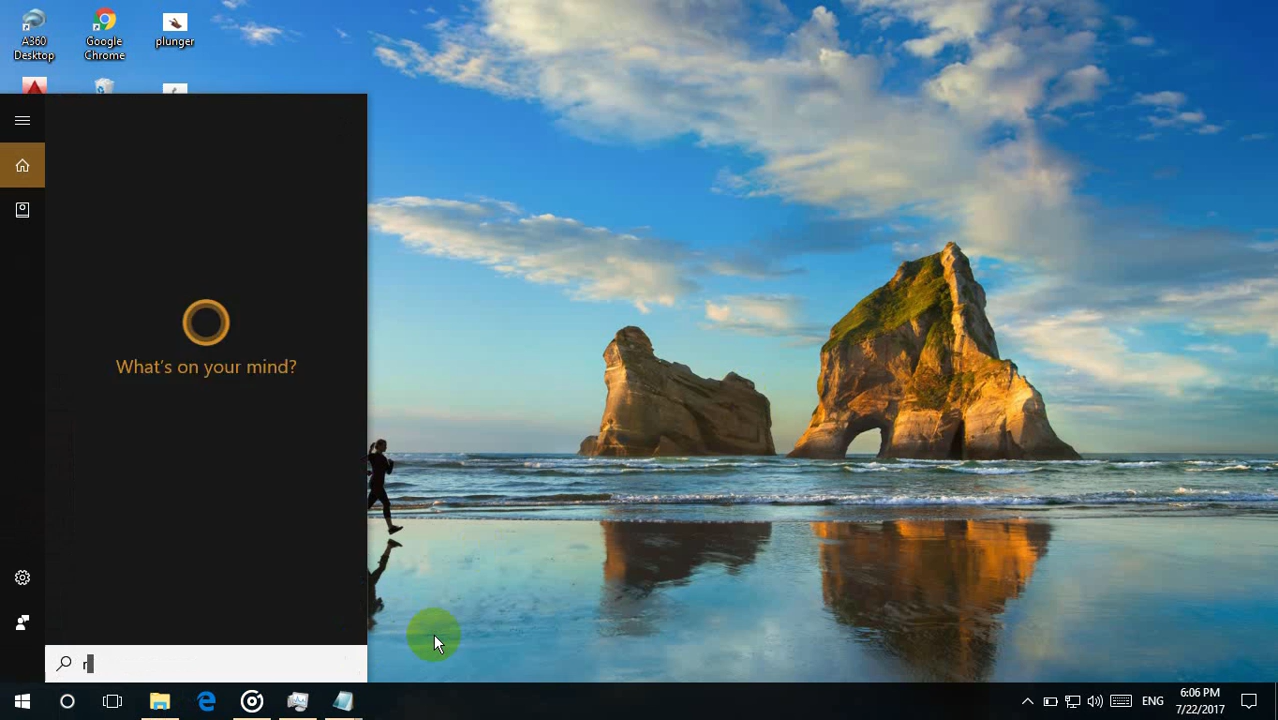 A360
Desktop
Google
Chrome
plunger
What's on your mind?
r
ENG
6:06 PM
7/22/2017